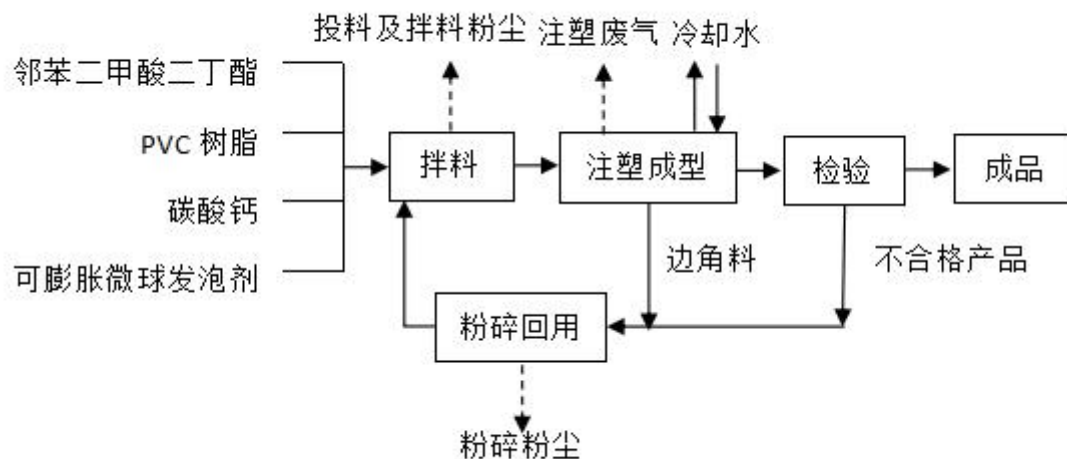 投料及拌料粉尘 注塑废气 冷却水
邻苯二甲酸二丁酯
PVC 树脂
碳酸钙
可膨胀微球发泡剂
拌料
注塑成型
检验
成品
边角料
不合格产品
粉碎回用
粉碎粉尘